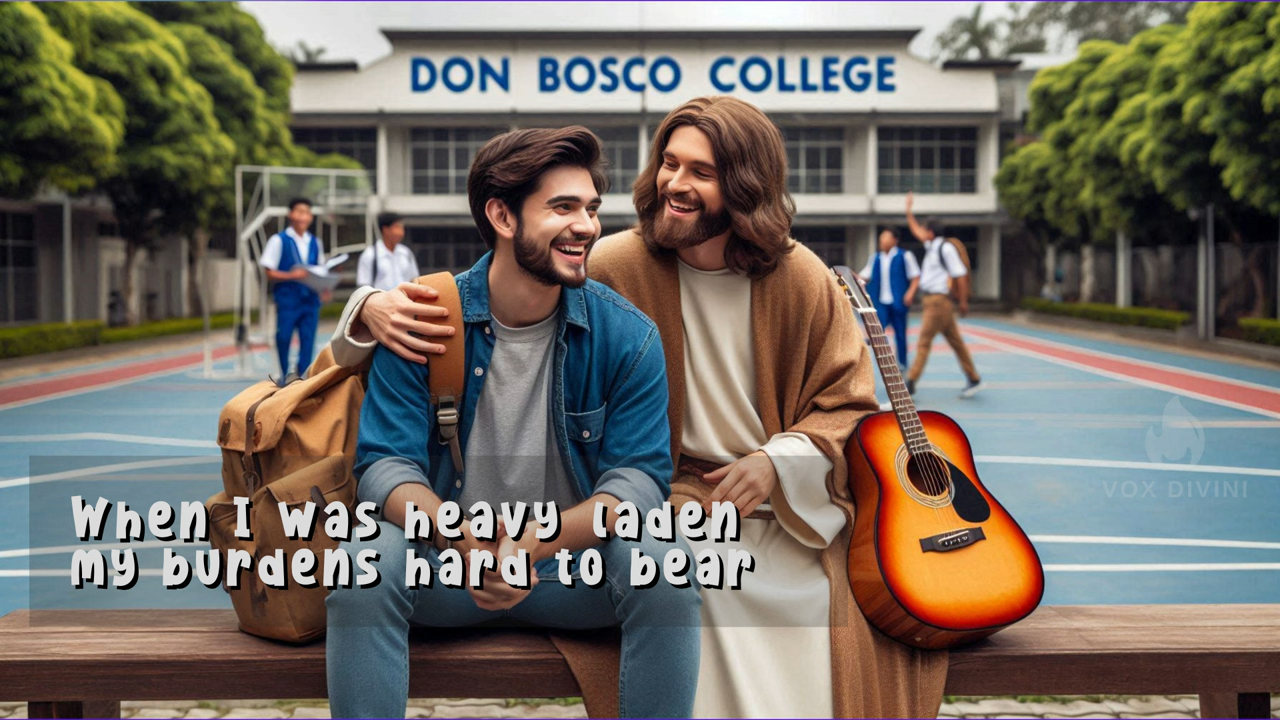 DON BOSCO COLLEGE
VOX DIVINI
When I was heavy laden
my burdens hard to bear